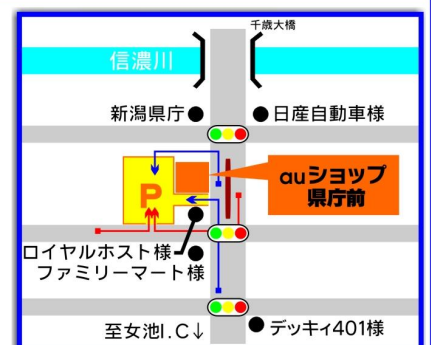 千歳大橋
信濃川
新潟県庁
日産自動車様
auショップ
県庁前
P
ロイヤルホスト様
ファミリーマート様
至女池I.C↓
デッキィ401様